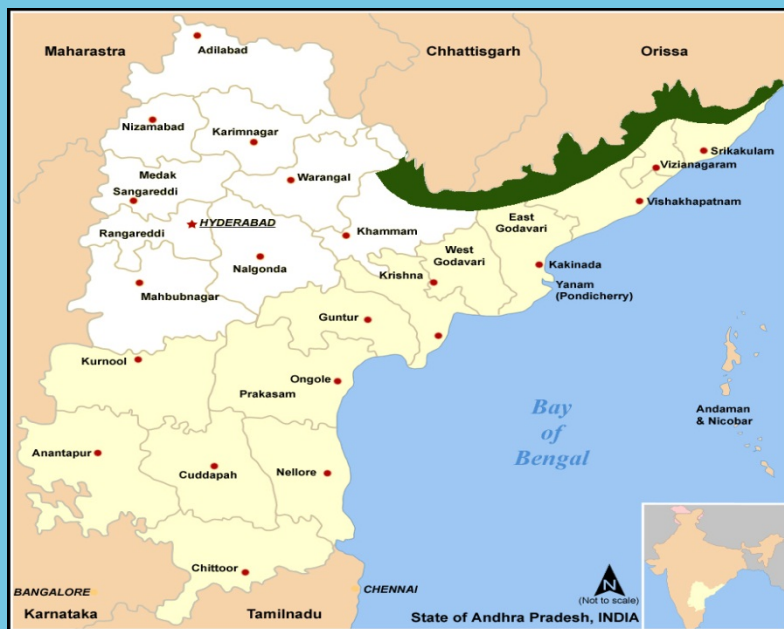 Maharastra
Chhattisgarh
Orissa
Adilabad
Nizamabad
Karimnagar
Srikakulam
Vizianagaram
Medak
Sangareddi
Warangal
Vishakhapatnam
Rangareddi
HYDERABAD
Khammam
East
Godavari
West
Godavari
Nalgonda
Kakinada
Krishna
Yanam
(Pondicherry)
Mahbubnagar
Guntur
Kurnool
Ongole
Prakasam
Andaman
& Nicobar
Bay
of
Bengal
Anantapur
Cuddapah
Nellore
Chittoor
BANGALORE
CHENNAI
N
(Not to scale)
Karnataka
Tamilnadu
State of Andhra Pradesh, INDIA